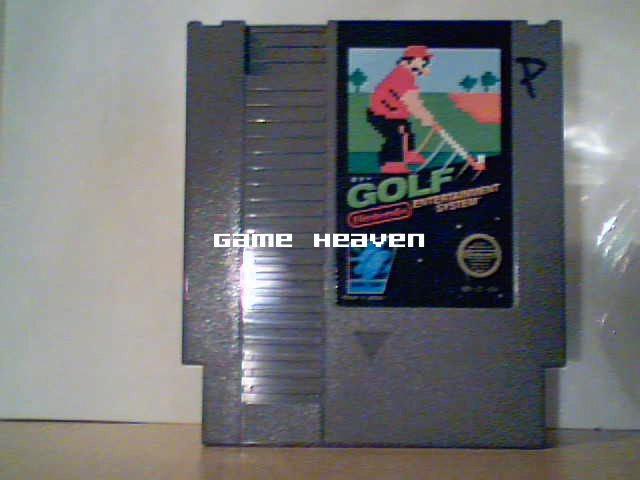 P
GOLF
Nintendo
ENTERTAINMENT
SYSTEM
Game Heaven